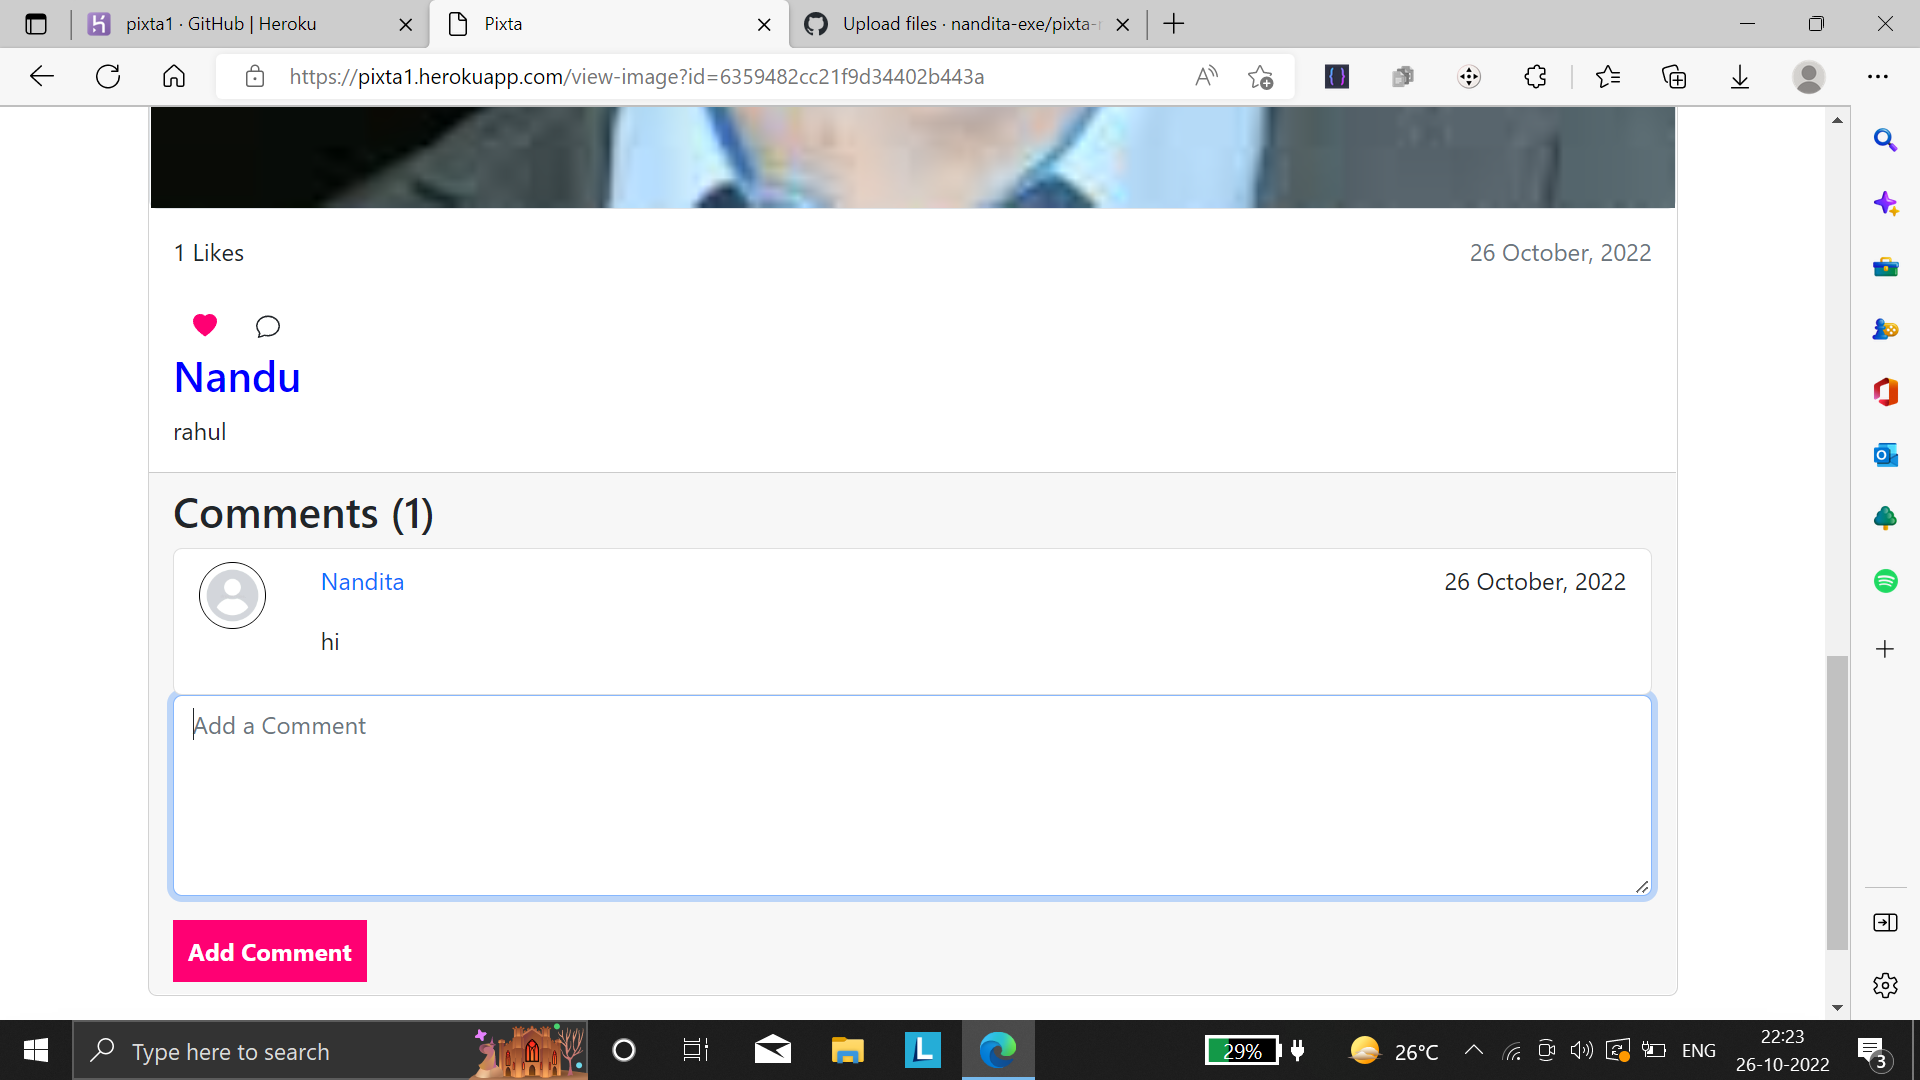 pixta1 · GitHub | Heroku
Pixta
Upload files · nandita-exe/pixta-
https://pixta1.herokuapp.com/view-image?id=6359482cc21f9d34402b443a
1 Likes
26 October, 2022
Nandu
rahul
Comments (1)
Nandita
26 October, 2022
hi
Add a Comment
Add Comment
Type here to search
29%
26°C
ENG
22:23
26-10-2022
3